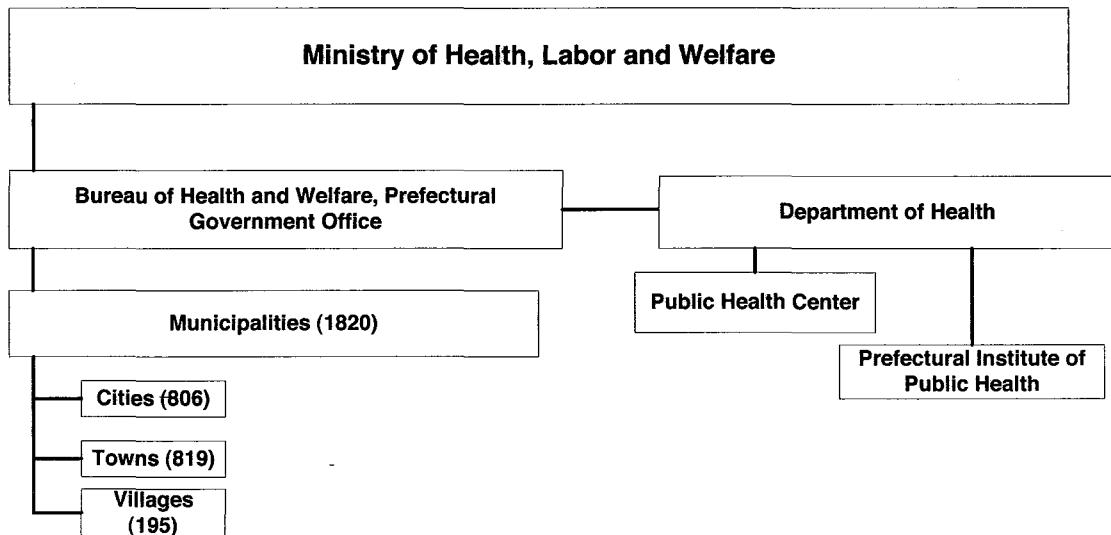 Ministry of Health, Labor and Welfare
Bureau of Health and Welfare, Prefectural
Government Office
Department of Health
Municipalities (1820)
Public Health Center
Prefectural Institute of
Public Health
Cities (806)
Towns (819)
Villages
(195)